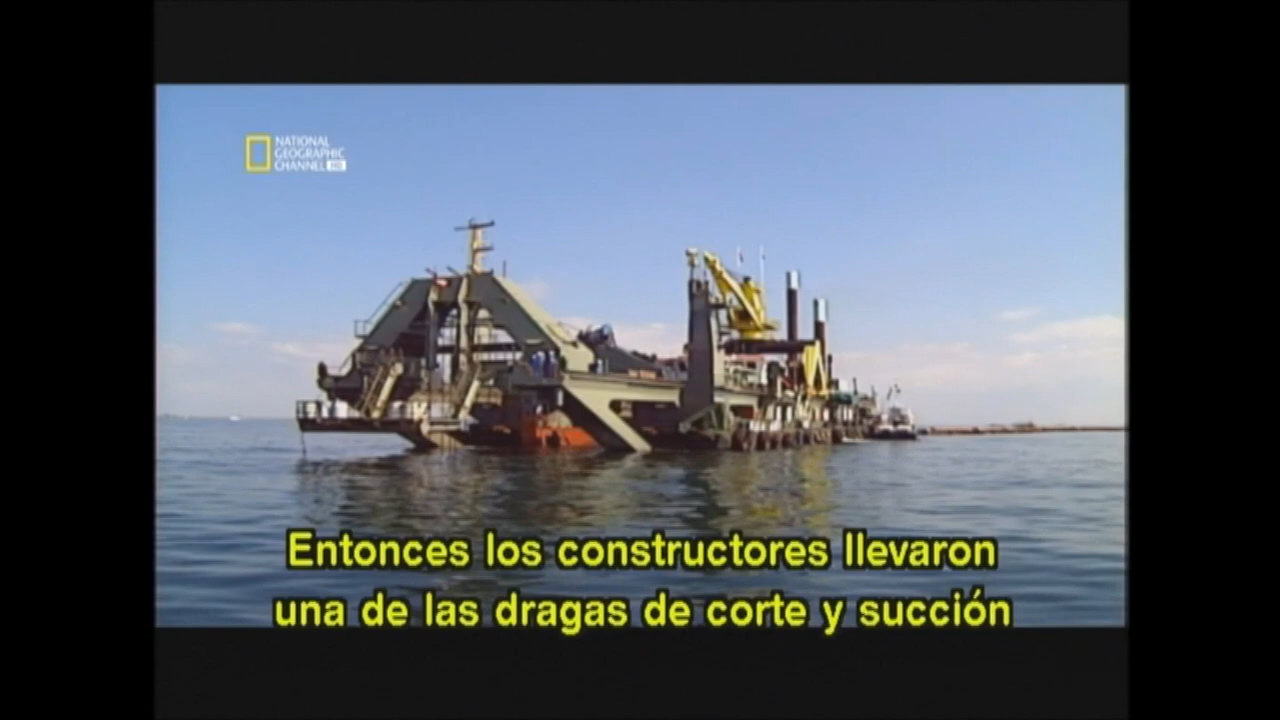 NATIONAL
GEOGRAPHIC
CHANNEL HD
Entonces los constructores llevaron
una de las dragas de corte y succión